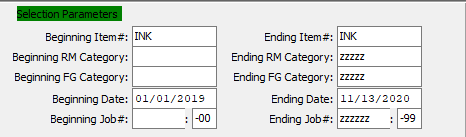 Selection Parameters
Beginning Item#: INK Ending Item#: INK
Beginning RM Category: Ending RM Category: zzzzz
Beginning FG Category: Ending FG Category: zzzzz
Beginning Date: 01/01/2019 Ending Date: 11/13/2020
Beginning Job#: : -00 Ending Job#: zzzzzz : -99